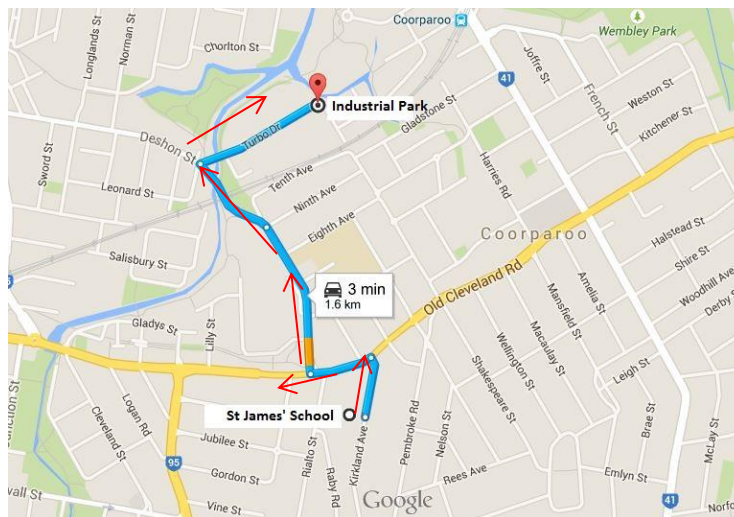 Coorparoo
Wembley Park
Longlands St
Norman St
Chorlton St
41
Joffre St
French St
Weston St
Kitchener St
Industrial Park
Gladstone St
Turbo Dr
Deshon St
Sword St
Leonard St
Tenth Ave
Ninth Ave
Eighth Ave
Harries Rd
Coorparoo
Halstead St
Shire St
Woodhill Ave
Derby St
Salisbury St
3 min
1.6 km
Old Cleveland Rd
Amelia St
Mansfield St
Macaulay St
Wellington St
Shakespeare St
Leigh St
Gladys St
Lilly St
St James' School
Logan Rd
Cleveland St
Jubilee St
Gordon St
Vine St
95
Rialto St
Raby Rd
Kirkland Ave
Pembroke Rd
Nelson St
Rees Ave
Brae St
McLay St
Emlyn St
41
Google